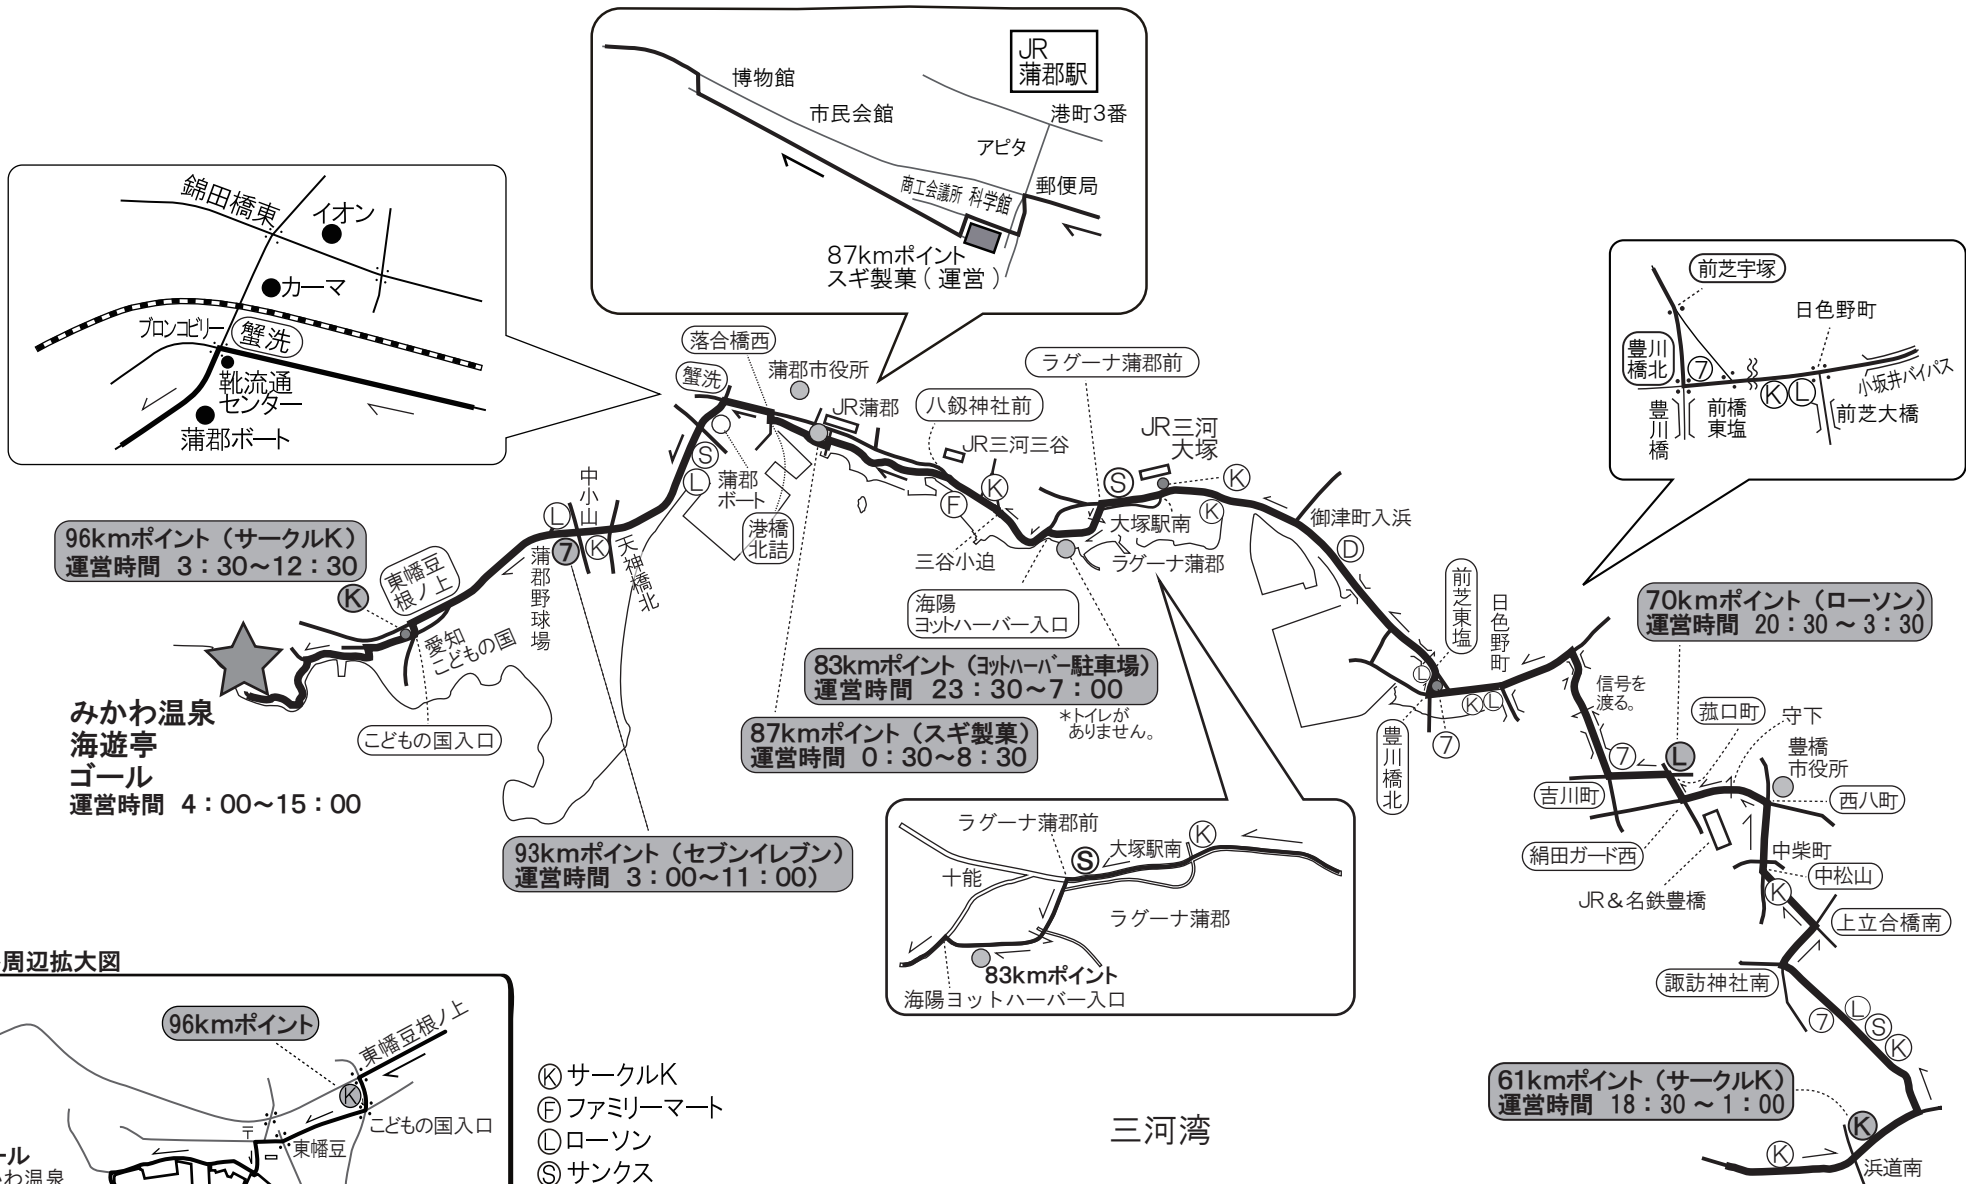 JR
蒲郡駅
博物館
市民会館
港町3番
アピタ
商工会議所 科学館
郵便局
87kmポイント
スギ製菓(運営)
錦田橋東
イオン
カーマ
ブロンコビリー
蟹洗
靴流通
センター
蒲郡ボート
前芝宇塚
日色野町
豊川
橋北
7
K
L
小坂井バイパス
豊川橋
前橋
東塩
前芝大橋
落合橋西
蟹洗
蒲郡市役所
JR蒲郡
八剱神社前
ラグーナ蒲郡前
JR三河三谷
JR三河
大塚
S
K
K
F
K
大塚駅南
ラグーナ蒲郡
三谷小迫
海陽
ヨットハーバー入口
御津町入浜
D
S
L
蒲郡
ボート
港橋
北詰
中小山
L
7
K
天神橋北
蒲郡野球場
96kmポイント(サークルK)
運営時間 3:30~12:30
K
東幡豆
根ノ上
愛知
こどもの国
こどもの国入口
みかわ温泉
海遊亭
ゴール
運営時間 4:00~15:00
83kmポイント(ヨットハーバー駐車場)
運営時間 23:30~7:00
*トイレが
ありません。
87kmポイント(スギ製菓)
運営時間 0:30~8:30
93kmポイント(セブンイレブン)
運営時間 3:00~11:00)
前芝東塩
日色野町
L
K
L
7
豊川橋北
信号を
渡る。
70kmポイント(ローソン)
運営時間 20:30~3:30
菰口町
守下
豊橋
市役所
7
L
吉川町
西八町
絹田ガード西
JR&名鉄豊橋
中柴町
中松山
K
上立合橋南
諏訪神社南
7
L
S
K
61kmポイント(サークルK)
運営時間 18:30~1:00
K
K
浜道南
ラグーナ蒲郡前
S
大塚駅南
K
十能
ラグーナ蒲郡
83kmポイント
海陽ヨットハーバー入口
周辺拡大図
96kmポイント
東幡豆根ノ上
K
こどもの国入口
〒
東幡豆
ール
わ温泉
K サークルK
F ファミリーマート
L ローソン
S サンクス
三河湾